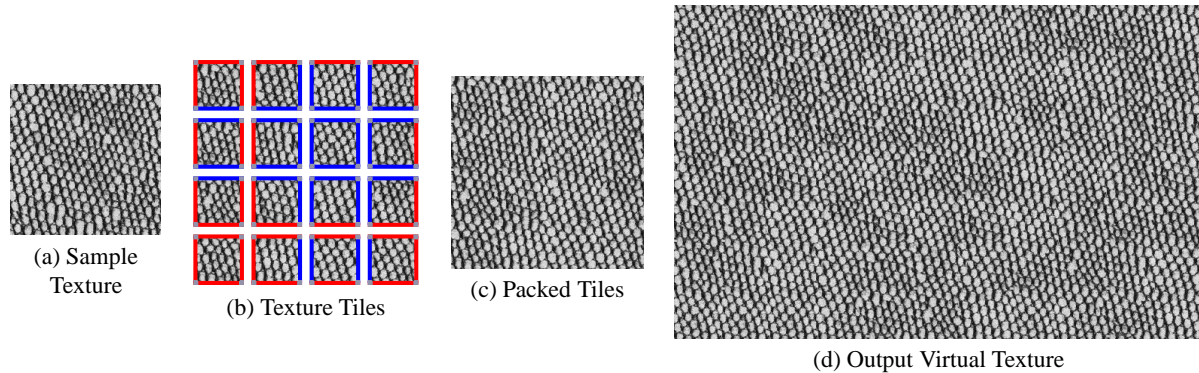 (a) Sample
Texture
(b) Texture Tiles
(c) Packed Tiles
(d) Output Virtual Texture